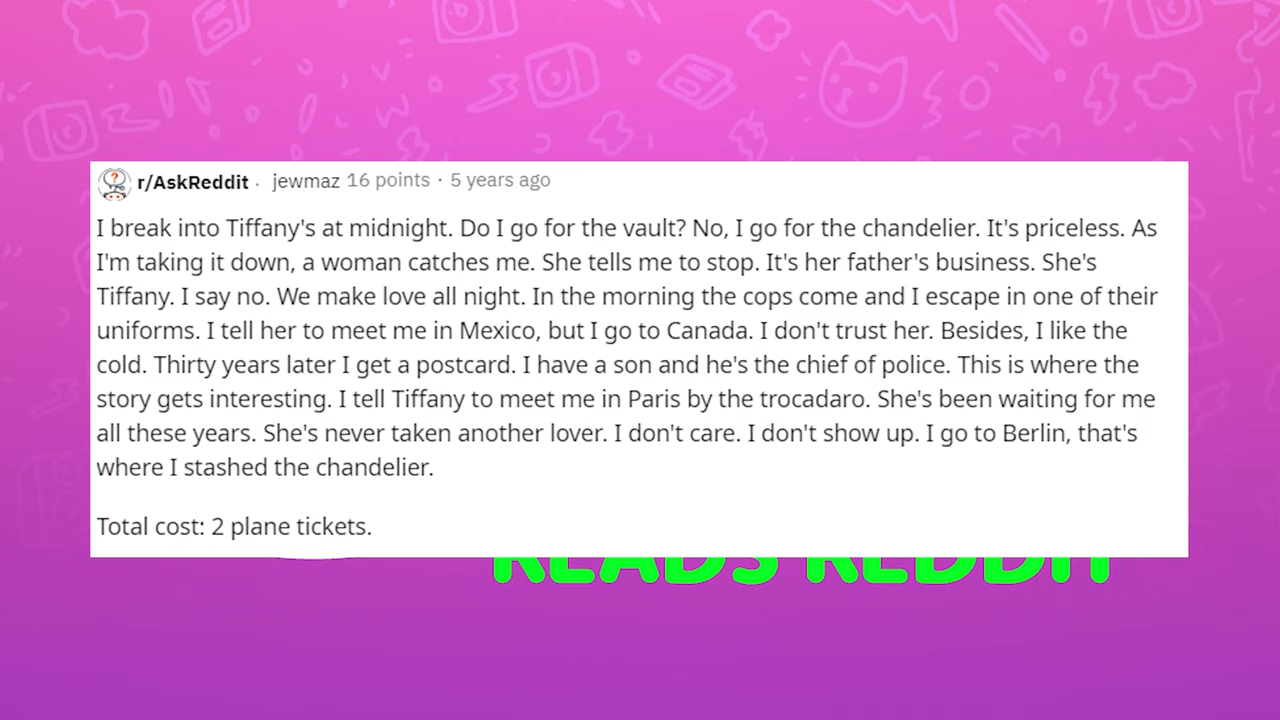 r/AskReddit · jewmaz 16 points · 5 years ago
I break into Tiffany's at midnight. Do I go for the vault? No, I go for the chandelier. It's priceless. As
I'm taking it down, a woman catches me. She tells me to stop. It's her father's business. She's
Tiffany. I say no. We make love all night. In the morning the cops come and I escape in one of their
uniforms. I tell her to meet me in Mexico, but I go to Canada. I don't trust her. Besides, I like the
cold. Thirty years later I get a postcard. I have a son and he's the chief of police. This is where the
story gets interesting. I tell Tiffany to meet me in Paris by the trocadaro. She's been waiting for me
all these years. She's never taken another lover. I don't care. I don't show up. I go to Berlin, that's
where I stashed the chandelier.
Total cost: 2 plane tickets.
READS REDDIT